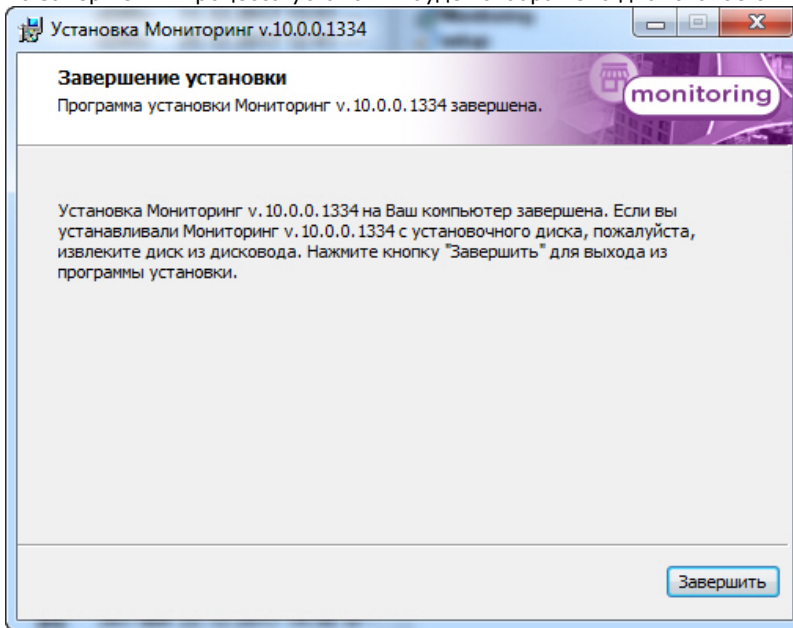 Установка Мониторинг v.10.0.0.1334
Завершение установки
Программа установки Мониторинг v.10.0.0.1334 завершена.
monitoring
Установка Мониторинг v.10.0.0.1334 на Ваш компьютер завершена. Если вы
устанавливали Мониторинг v.10.0.0.1334 с установочного диска, пожалуйста,
извлеките диск из дисковода. Нажмите кнопку "Завершить" для выхода из
программы установки.
Завершить